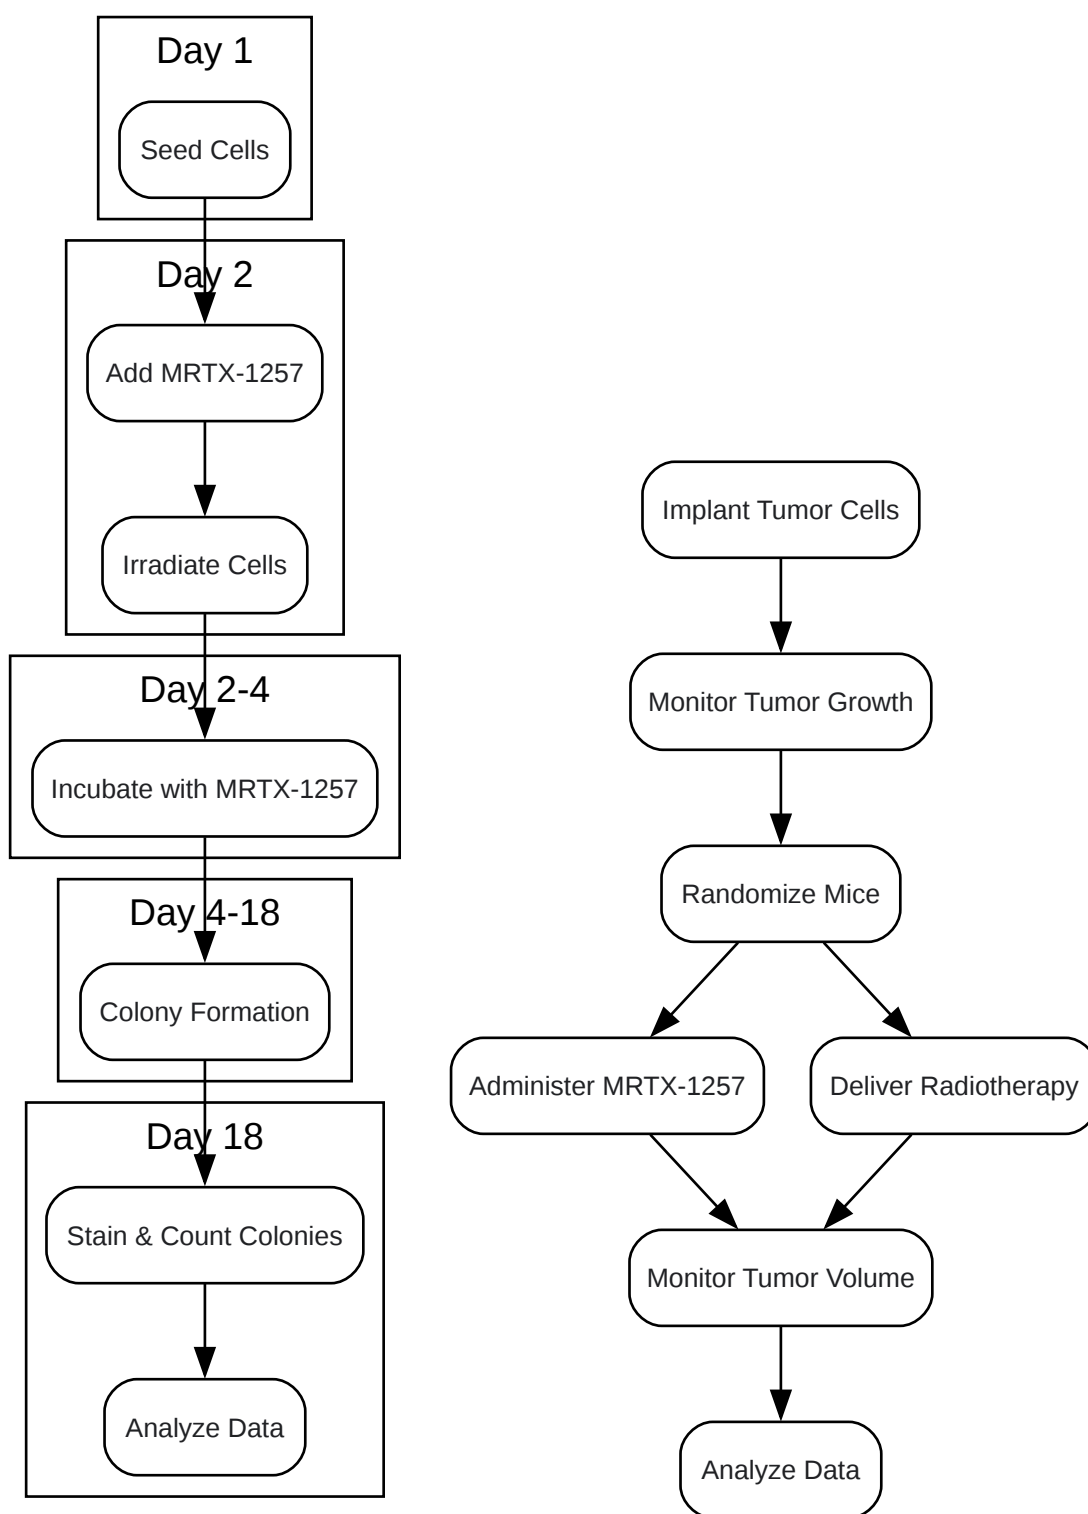 Day 1
Seed Cells
Day 2
Add MRTX-1257
Irradiate Cells
Day 2-4
Incubate with MRTX-1257
Day 4-18
Colony Formation
Day 18
Stain & Count Colonies
Analyze Data
Implant Tumor Cells
Monitor Tumor Growth
Randomize Mice
Administer MRTX-1257
Deliver Radiotherapy
Monitor Tumor Volume
Analyze Data